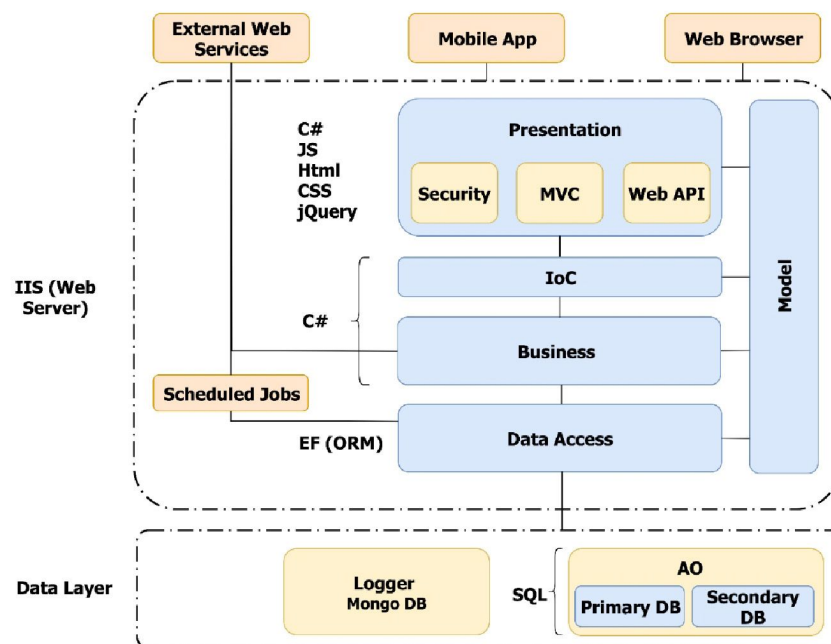 External Web
Services
Mobile App
Web Browser
C#
JS
Html
CSS
jQuery
Presentation
Security
MVC
Web API
IoC
Model
IIS (Web
Server)
C#
Business
Scheduled Jobs
EF (ORM)
Data Access
Data Layer
Logger
Mongo DB
SQL
AO
Primary DB
Secondary
DB